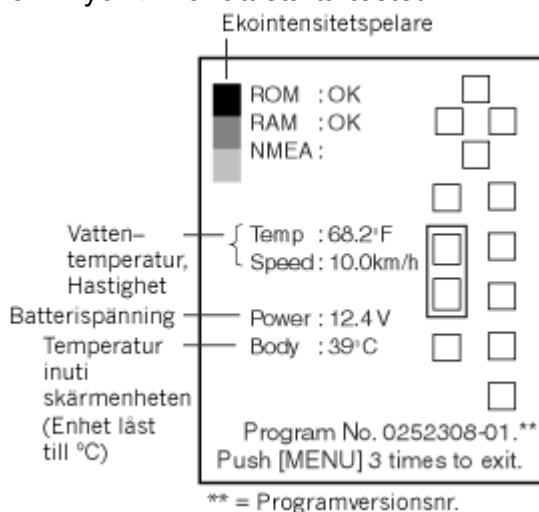 Ekointensitetspelare
ROM : OK
RAM : OK
NMEA :
Vatten–
temperatur,
Hastighet
Temp : 68.2°F
Speed : 10.0km/h
Batterispänning
Power : 12.4 V
Temperatur
inuti
skärmenheten
(Enhet låst
till °C)
Body : 39°C
Program No. 0252308-01.**
Push [MENU] 3 times to exit.
** = Programversionsnr.